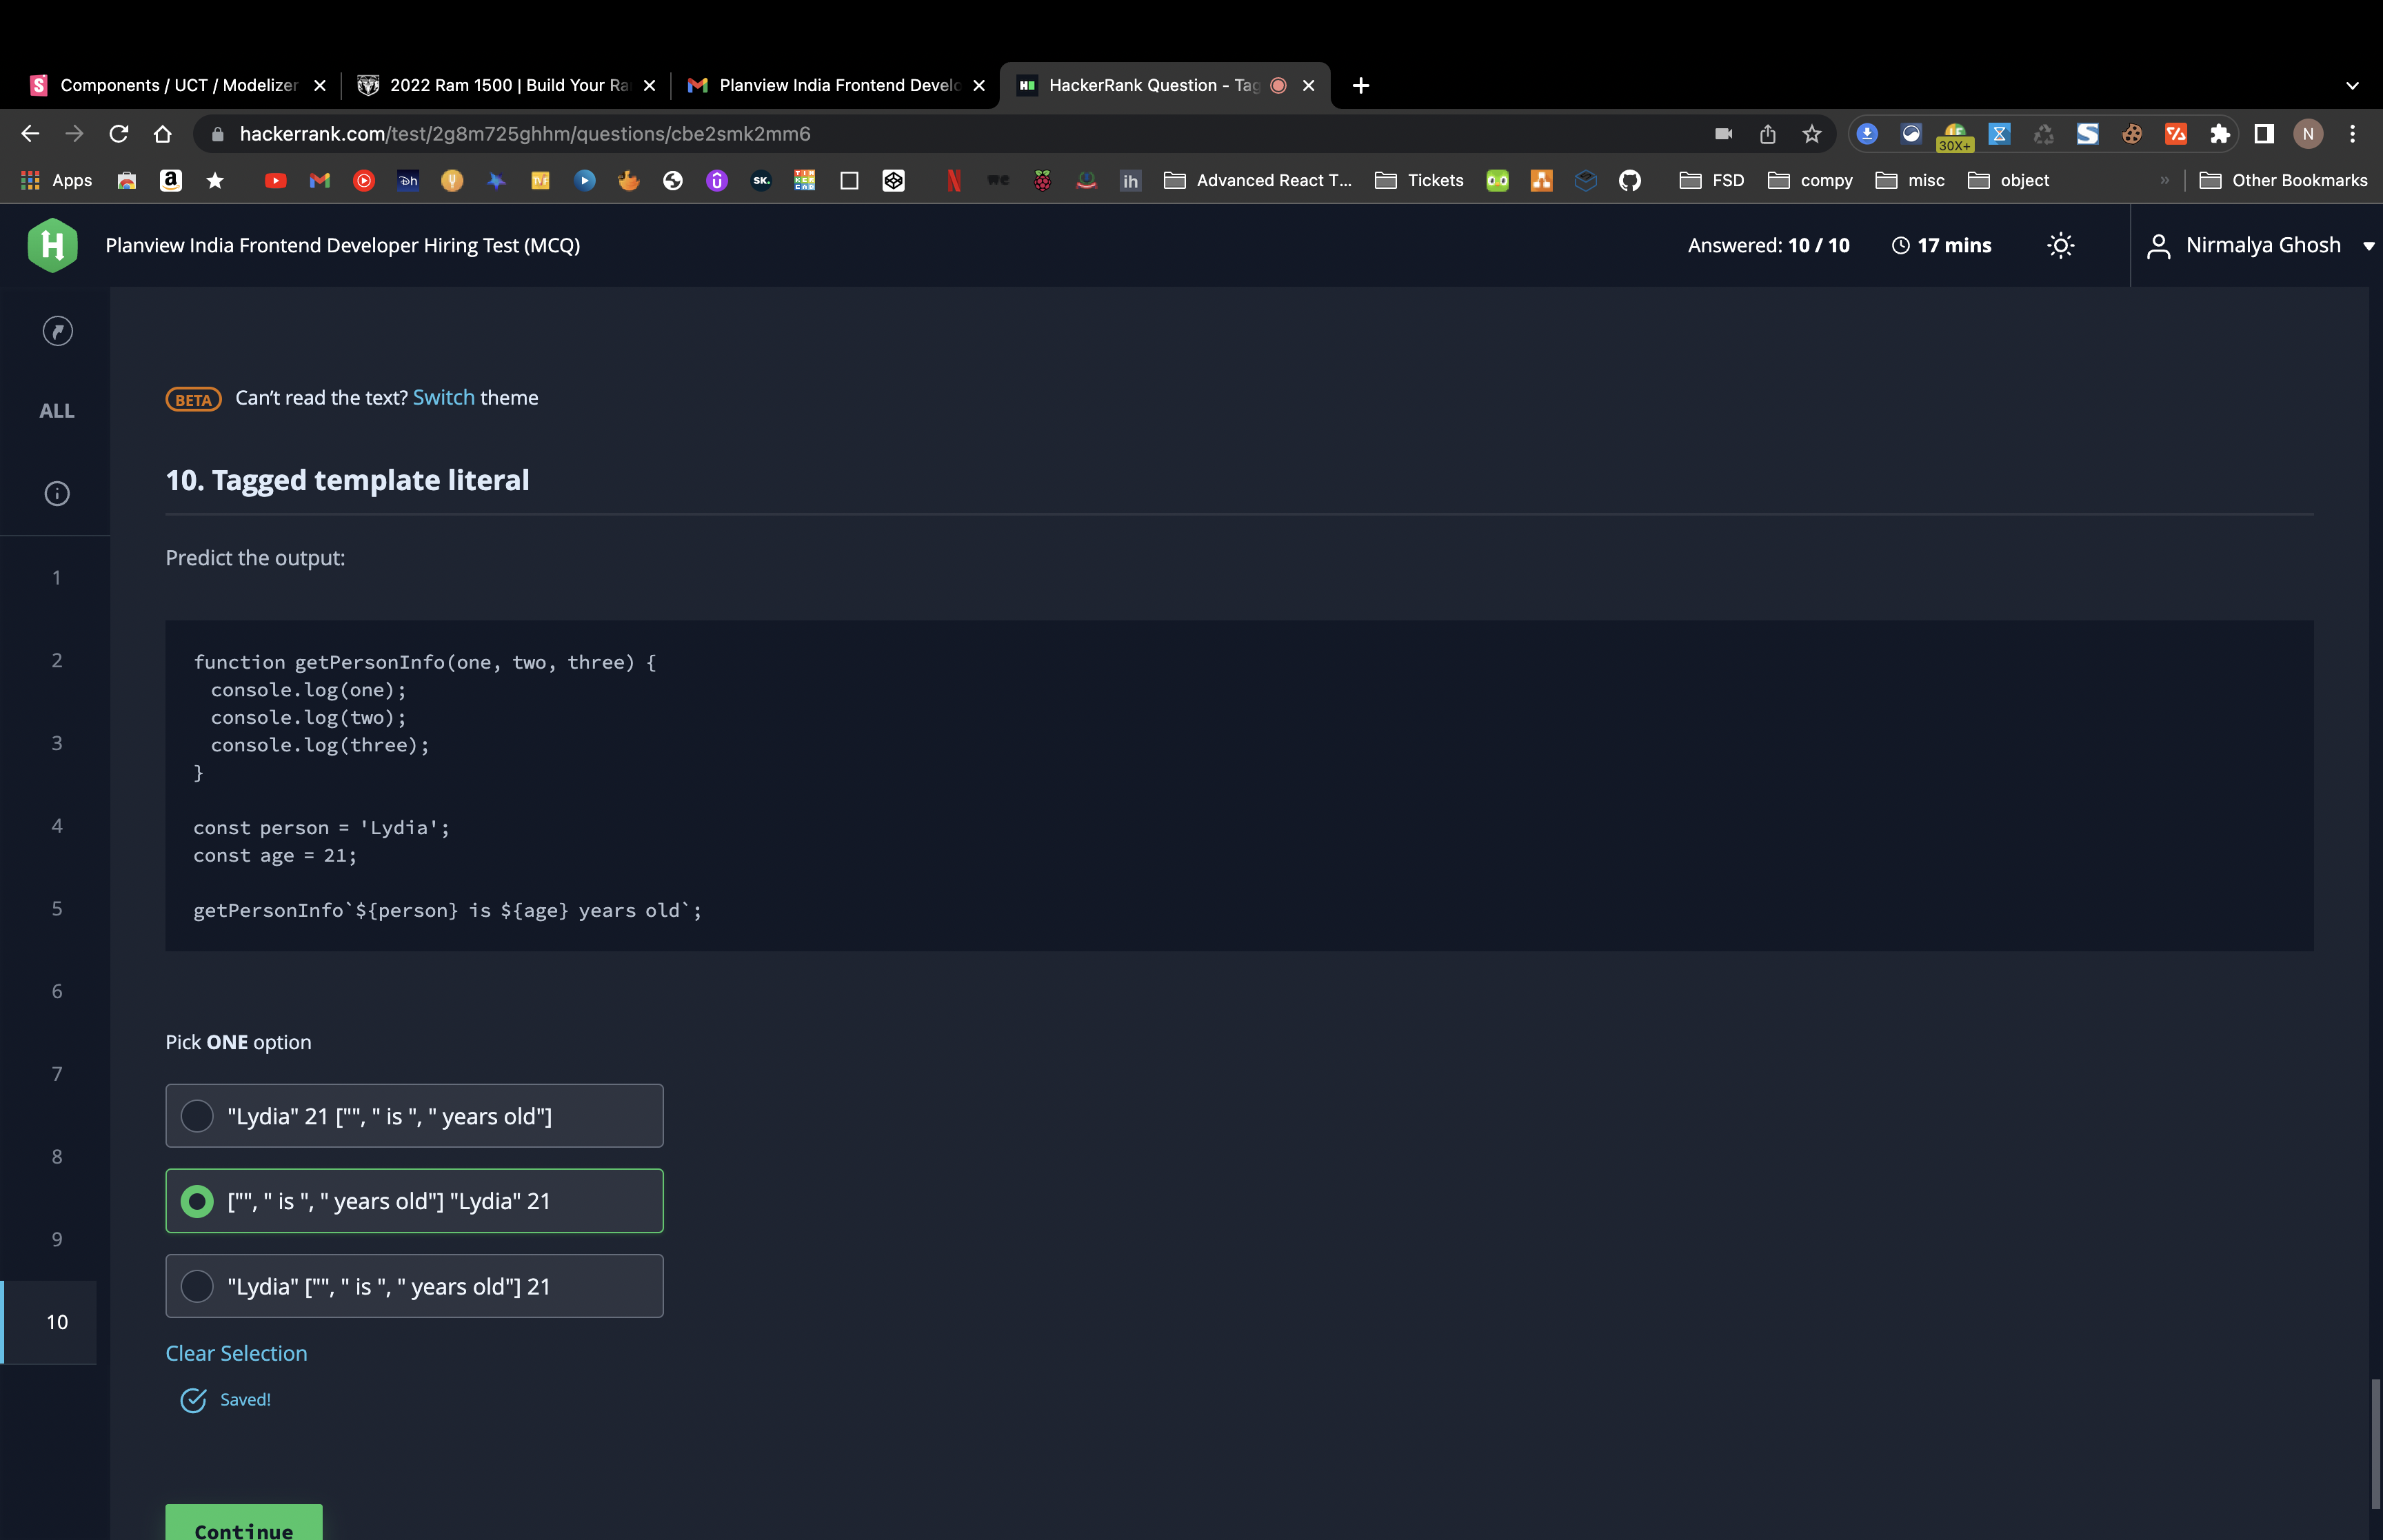 Components / UCT / Modelizer
2022 Ram 1500 | Build Your Ra
Planview India Frontend Develo
HackerRank Question - Tag
hackerrank.com/test/2g8m725ghhm/questions/cbe2smk2mm6
30X+
N
Apps
Dh
SK.
ih
Advanced React T...
Tickets
FSD
compy
misc
object
»
Other Bookmarks
Planview India Frontend Developer Hiring Test (MCQ)
Answered: 10 / 10
17 mins
Nirmalya Ghosh
ALL
1
2
3
4
5
6
7
8
9
10
BETA Can't read the text? Switch theme
10. Tagged template literal
Predict the output:
function getPersonInfo(one, two, three) {
console.log(one);
console.log(two);
console.log(three);
}
const person = 'Lydia';
const age = 21;
getPersonInfo`${person} is ${age} years old`;
Pick ONE option
"Lydia" 21 ["", " is ", " years old"]
["", " is ", " years old"] "Lydia" 21
"Lydia" ["", " is ", " years old"] 21
Clear Selection
Saved!
Continue